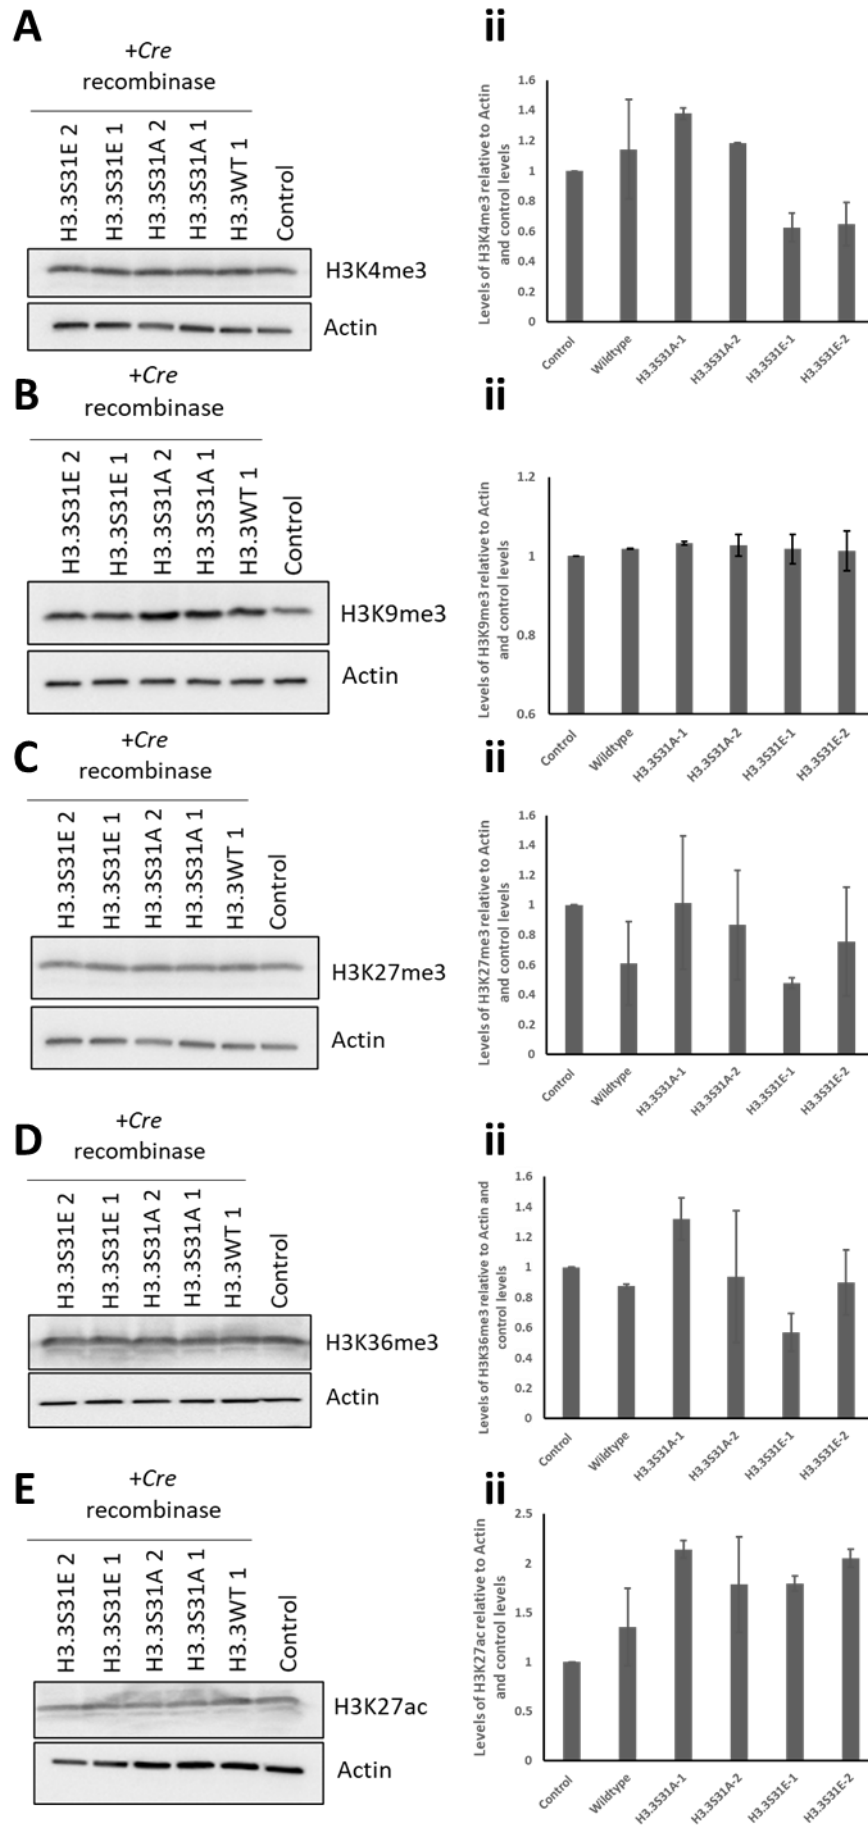 A
+Cre
recombinase
H3.3S31E 2
H3.3S31E 1
H3.3S31A 2
H3.3S31A 1
H3.3WT 1
Control
H3K4me3
Actin
ii
Levels of H3K4me3 relative to Actin
and control levels
1.6
1.4
1.2
1
0.8
0.6
0.4
0.2
0
Control
Wildtype
H3.3S31A-1
H3.3S31A-2
H3.3S31E-1
H3.3S31E-2
B
+Cre
recombinase
H3.3S31E 2
H3.3S31E 1
H3.3S31A 2
H3.3S31A 1
H3.3WT 1
Control
H3K9me3
Actin
ii
Levels of H3K9me3 relative to Actin
and control levels
1.2
1
0.8
0.6
Control
Wildtype
H3.3S31A-1
H3.3S31A-2
H3.3S31E-1
H3.3S31E-2
C
+Cre
recombinase
H3.3S31E 2
H3.3S31E 1
H3.3S31A 2
H3.3S31A 1
H3.3WT 1
Control
H3K27me3
Actin
ii
Levels of H3K27me3 relative to Actin
and control levels
1.6
1.4
1.2
1
0.8
0.6
0.4
0.2
0
Control
Wildtype
H3.3S31A-1
H3.3S31A-2
H3.3S31E-1
H3.3S31E-2
D
+Cre
recombinase
H3.3S31E 2
H3.3S31E 1
H3.3S31A 2
H3.3S31A 1
H3.3WT 1
Control
H3K36me3
Actin
ii
Levels of H3K36me3 relative to Actin and
control levels
1.6
1.4
1.2
1
0.8
0.6
0.4
0.2
0
Control
Wildtype
H3.3S31A-1
H3.3S31A-2
H3.3S31E-1
H3.3S31E-2
E
+Cre
recombinase
H3.3S31E 2
H3.3S31E 1
H3.3S31A 2
H3.3S31A 1
H3.3WT 1
Control
H3K27ac
Actin
ii
Levels of H3K27ac relative to Actin
and control levels
2.5
2
1.5
1
0.5
0
Control
Wildtype
H3.3S31A-1
H3.3S31A-2
H3.3S31E-1
H3.3S31E-2